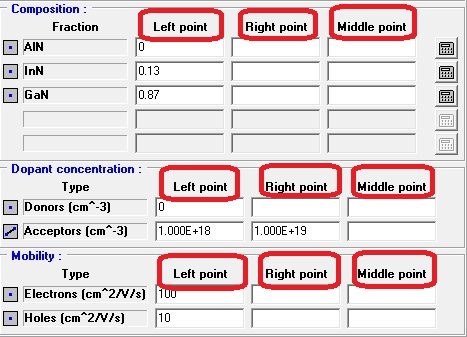 Composition :
Fraction Left point Right point Middle point
AlN 0
InN 0.13
GaN 0.87
Dopant concentration :
Type Left point Right point Middle point
Donors (cm^-3) 0
Acceptors (cm^-3) 1.000E+18 1.000E+19
Mobility :
Type Left point Right point Middle point
Electrons (cm^2/V/s) 100
Holes (cm^2/V/s) 10